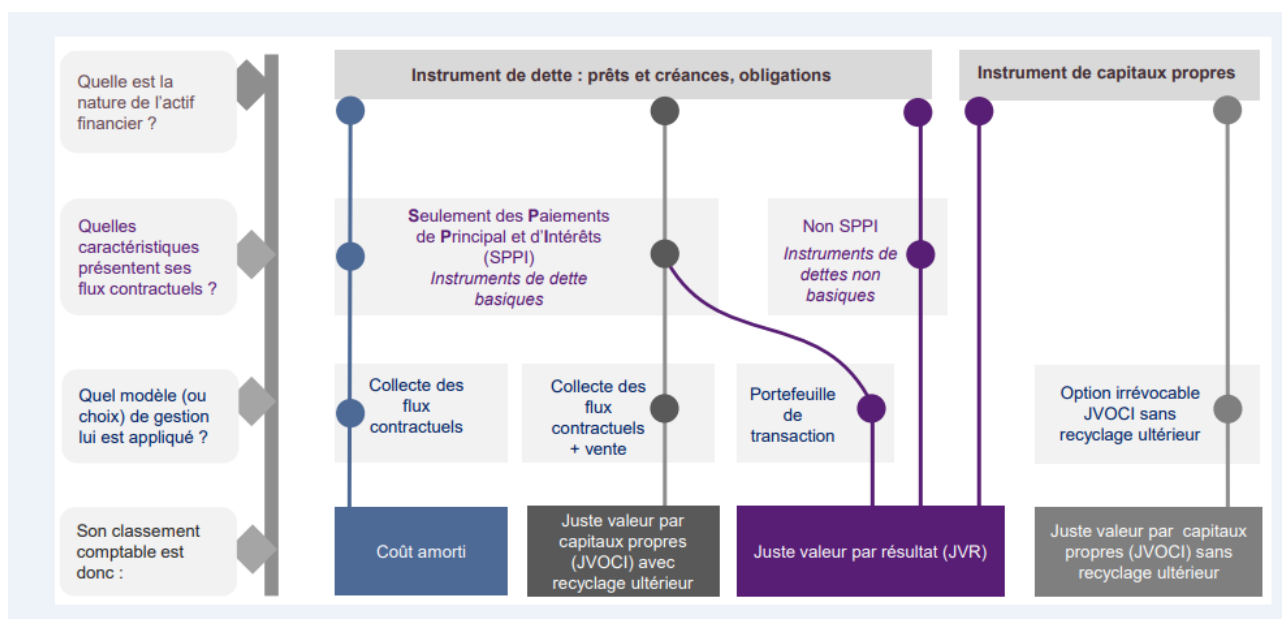 Quelle est la
nature de l'actif
financier ?
Instrument de dette : prêts et créances, obligations
Instrument de capitaux propres
Quelles
caractéristiques
présentent ses
flux contractuels ?
Seulement des Paiements
de Principal et d'Intérêts
(SPPI)
Instruments de dette
basiques
Non SPPI
Instruments de
dettes non
basiques
Quel modèle (ou
choix) de gestion
lui est appliqué ?
Collecte des
flux
contractuels
Collecte des
flux
contractuels
+ vente
Portefeuille
de
transaction
Option irrévocable
JVOCI sans
recyclage ultérieur
Son classement
comptable est
donc :
Coût amorti
Juste valeur par
capitaux propres
(JVOCI) avec
recyclage ultérieur
Juste valeur par résultat (JVR)
Juste valeur par capitaux
propres (JVOCI) sans
recyclage ultérieur